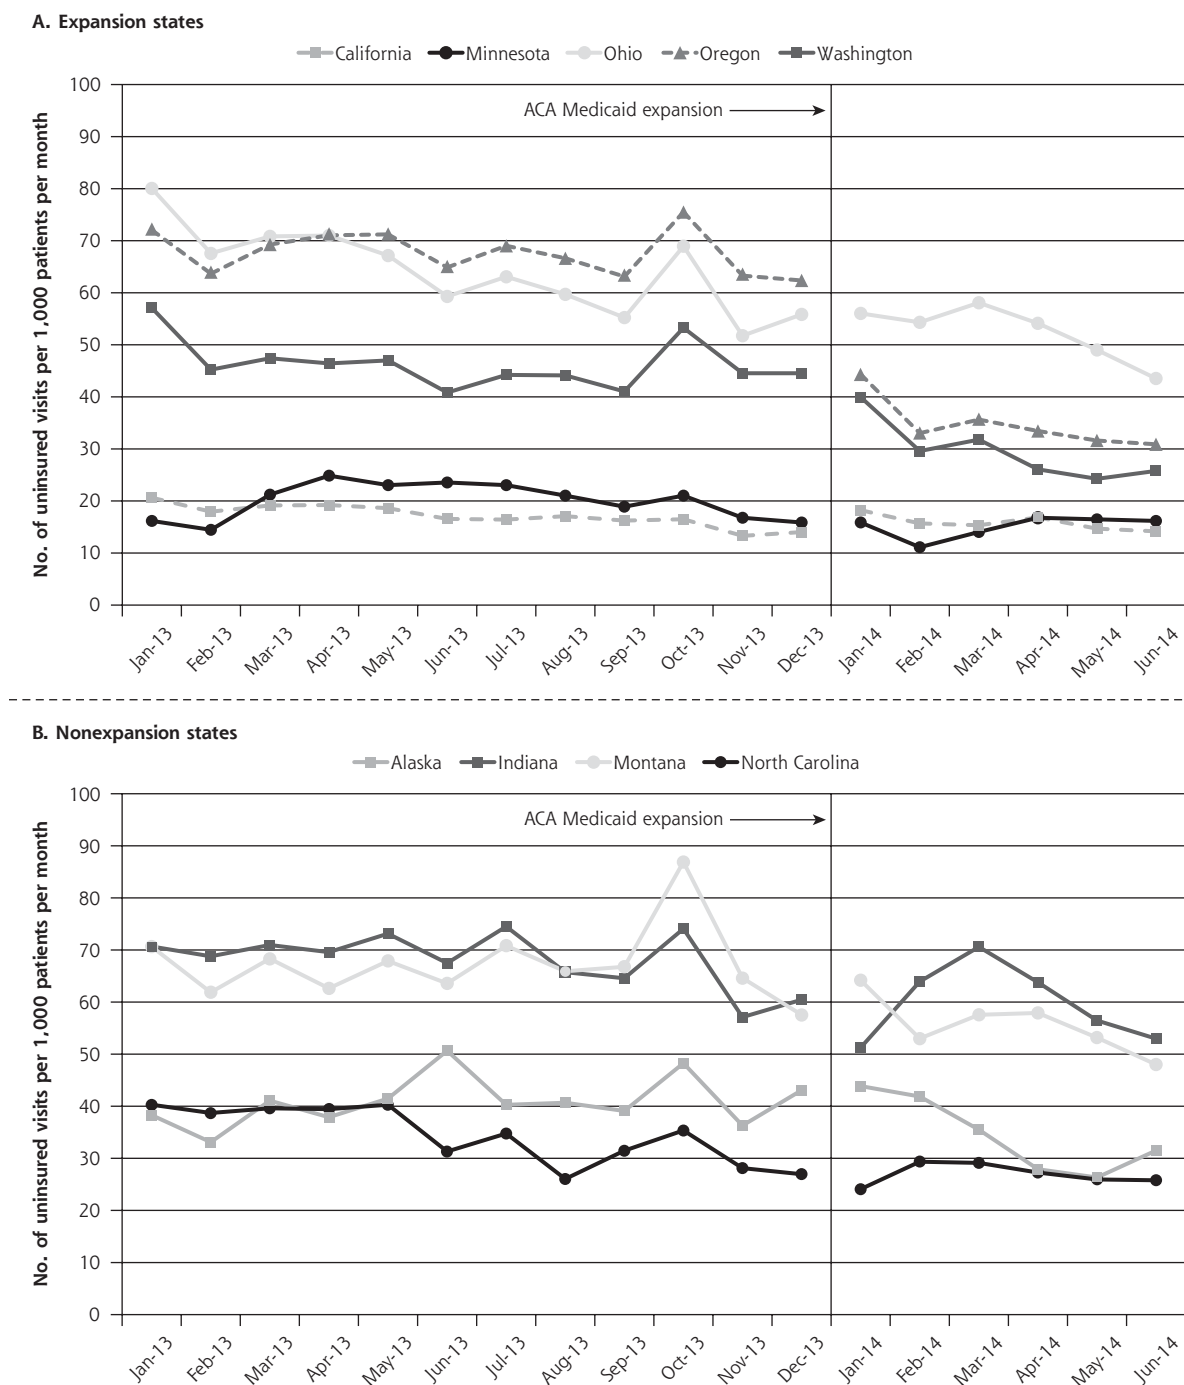 A. Expansion states
California Minnesota Ohio Oregon Washington
No. of uninsured visits per 1,000 patients per month
100
90
80
70
60
50
40
30
20
10
0
ACA Medicaid expansion
Jan-13 Feb-13 Mar-13 Apr-13 May-13 Jun-13 Jul-13 Aug-13 Sep-13 Oct-13 Nov-13 Dec-13 Jan-14 Feb-14 Mar-14 Apr-14 May-14 Jun-14
B. Nonexpansion states
Alaska Indiana Montana North Carolina
No. of uninsured visits per 1,000 patients per month
100
90
80
70
60
50
40
30
20
10
0
ACA Medicaid expansion
Jan-13 Feb-13 Mar-13 Apr-13 May-13 Jun-13 Jul-13 Aug-13 Sep-13 Oct-13 Nov-13 Dec-13 Jan-14 Feb-14 Mar-14 Apr-14 May-14 Jun-14